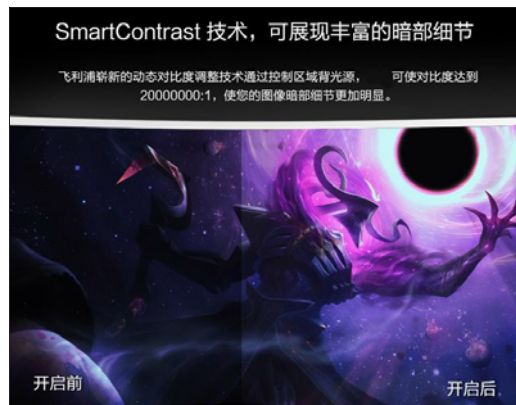 SmartContrast 技术，可展现丰富的暗部细节
飞利浦崭新的动态对比度调整技术通过控制区域背光源， 可使对比度达到
20000000:1，使您的图像暗部细节更加明显。
开启前
开启后